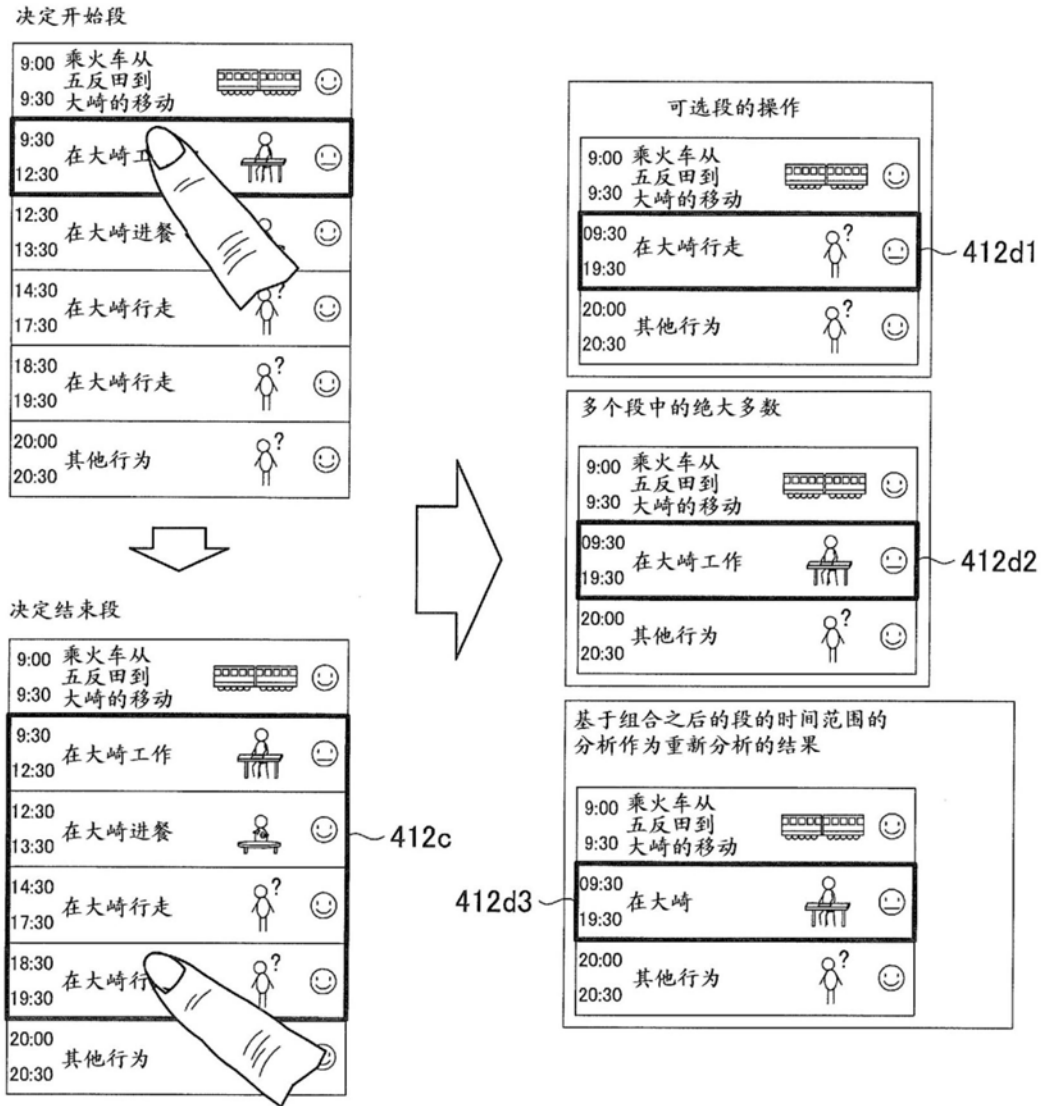 决定开始段
9:00 乘火车从
五反田到
9:30 大崎的移动
9:30
在大崎工
12:30
12:30
在大崎进餐
13:30
14:30
在大崎行走
17:30
18:30
在大崎行走
19:30
20:00
其他行为
20:30
决定结束段
9:00 乘火车从
五反田到
9:30 大崎的移动
9:30
在大崎工作
12:30
12:30
在大崎进餐
13:30
412c
14:30
在大崎行走
17:30
18:30
在大崎行
19:30
20:00
其他行为
20:30
可选段的操作
9:00 乘火车从
五反田到
9:30 大崎的移动
09:30
在大崎行走
19:30
412d1
20:00
其他行为
20:30
多个段中的绝大多数
9:00 乘火车从
五反田到
9:30 大崎的移动
09:30
在大崎工作
19:30
412d2
20:00
其他行为
20:30
基于组合之后的段的时间范围的
分析作为重新分析的结果
9:00 乘火车从
五反田到
9:30 大崎的移动
412d3
09:30
在大崎
19:30
20:00
其他行为
20:30